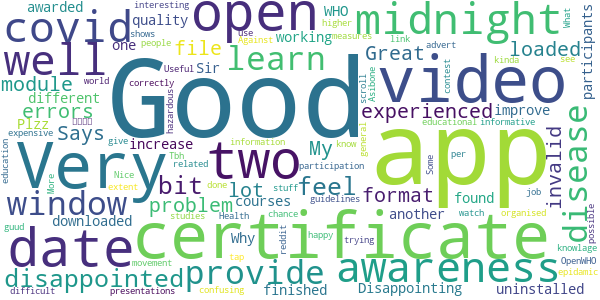 interesting
WHO
higher
open
midnight
What
covid
quality
file
learn
working
Against
use
measures
participants
shows
people
awarded
one
Sir
Great
loaded
link
advert
see
well
module
different
errors
Good
video
Useful
correctly
hazardously
scroll
contest
kinda
Plzz
Says
My
experienced
improve
Asibone
world
expensive
increase
give
information
know
general
educational
informative
education
Very
two
app
invalid
disease
Tbh
related
participation
Nice
bit
feel
format
Some
per
job
window
problem
lot
stuff
guidelines
found
extent
More
done
date
downloaded
courses
another
watch
organised
studies
Health
chance
certificate
possible
guud
Why
finished
reddit
happy
trying
knowlage
movement
tap
Disappointing
OpenWHO
disappointed
provide
awareness
epidamic
difficult
presentations
confusing
uninstalled